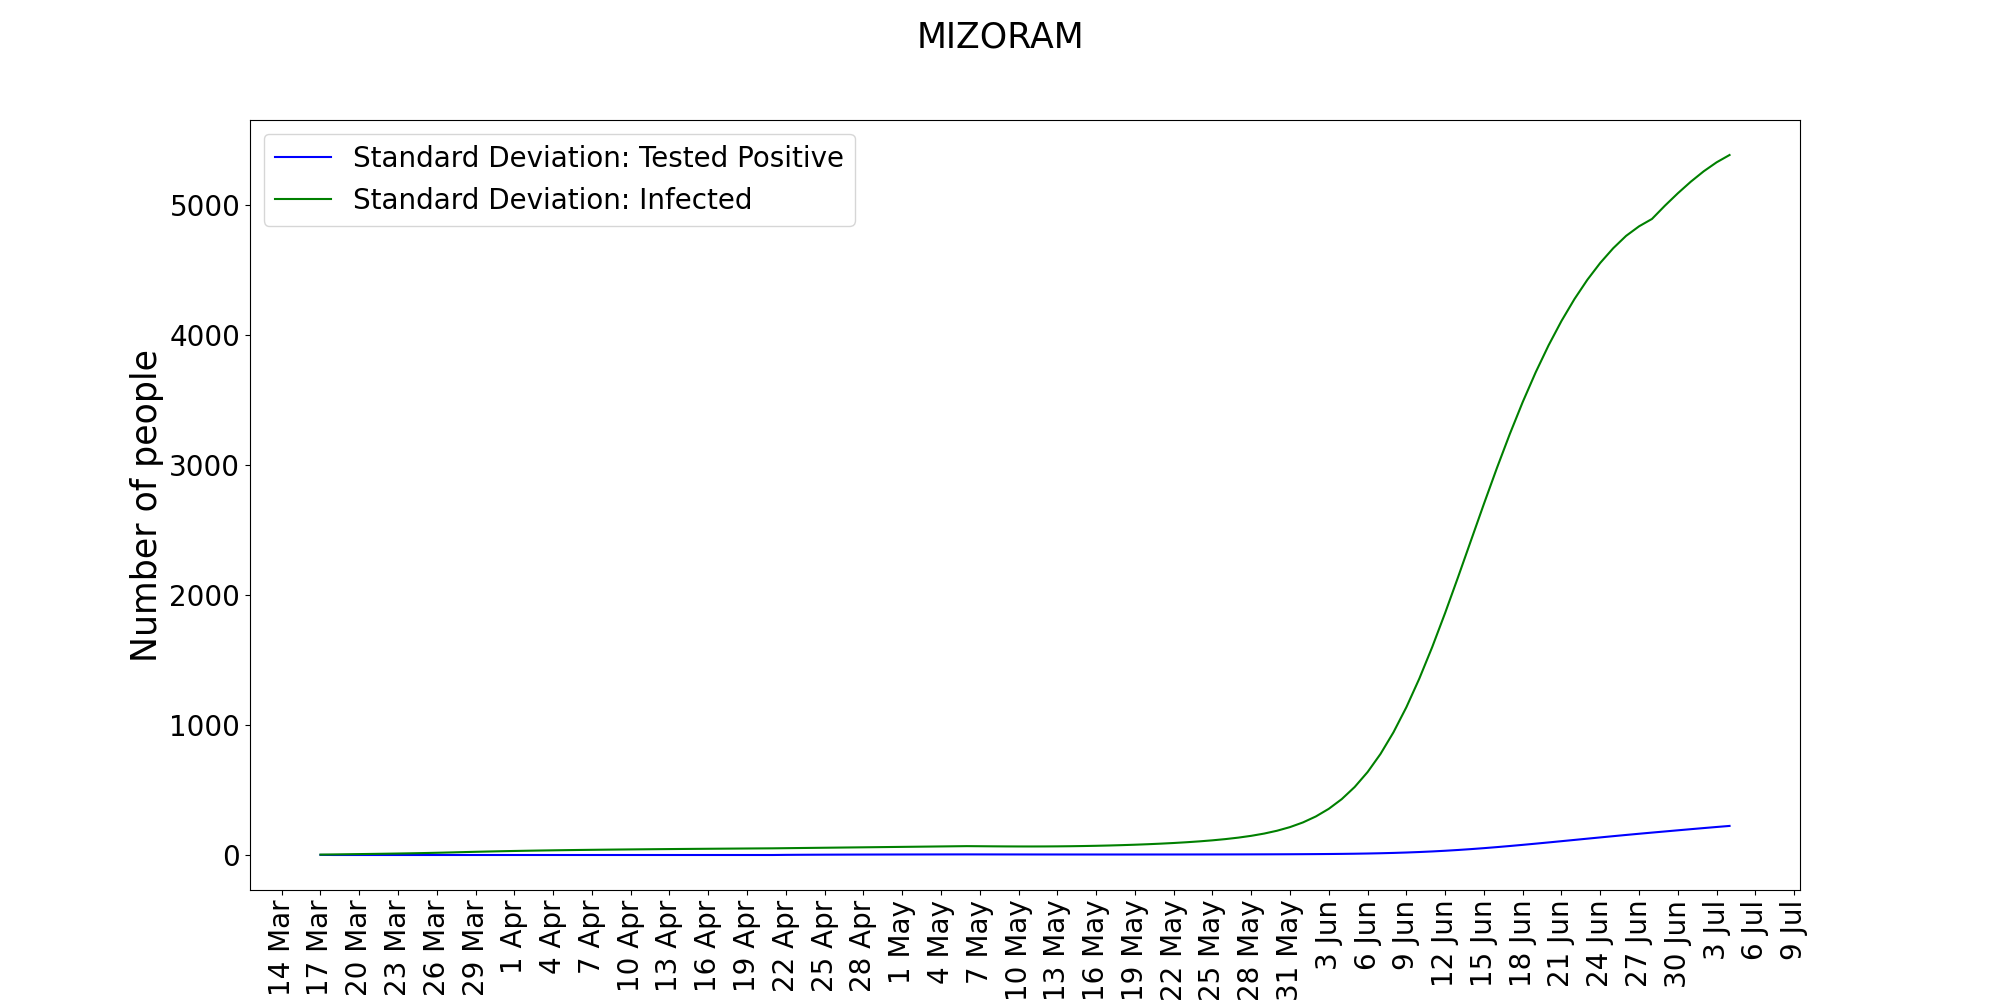 MIZORAM
Standard Deviation: Tested Positive
Standard Deviation: Infected
Number of people
5000
4000
3000
2000
1000
0
14 Mar
17 Mar
20 Mar
23 Mar
26 Mar
29 Mar
1 Apr
4 Apr
7 Apr
10 Apr
13 Apr
16 Apr
19 Apr
22 Apr
25 Apr
28 Apr
1 May
4 May
7 May
10 May
13 May
16 May
19 May
22 May
25 May
28 May
31 May
3 Jun
6 Jun
9 Jun
12 Jun
15 Jun
18 Jun
21 Jun
24 Jun
27 Jun
30 Jun
3 Jul
6 Jul
9 Jul